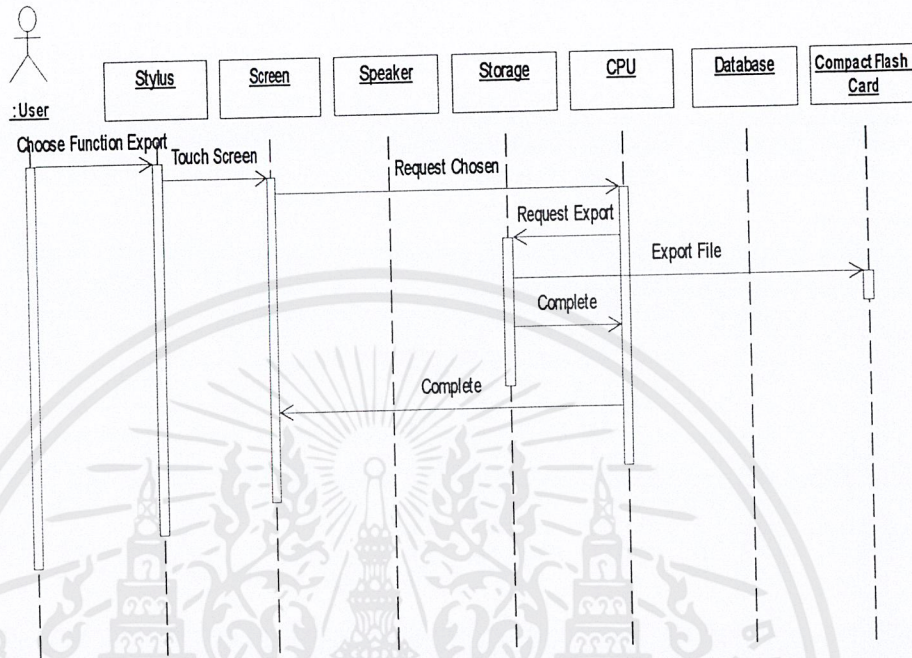 Stylus
Screen
Speaker
Storage
CPU
Database
Compact Flash
Card
:User
Choose Function Export
Touch Screen
Request Chosen
Request Export
Export File
Complete
Complete